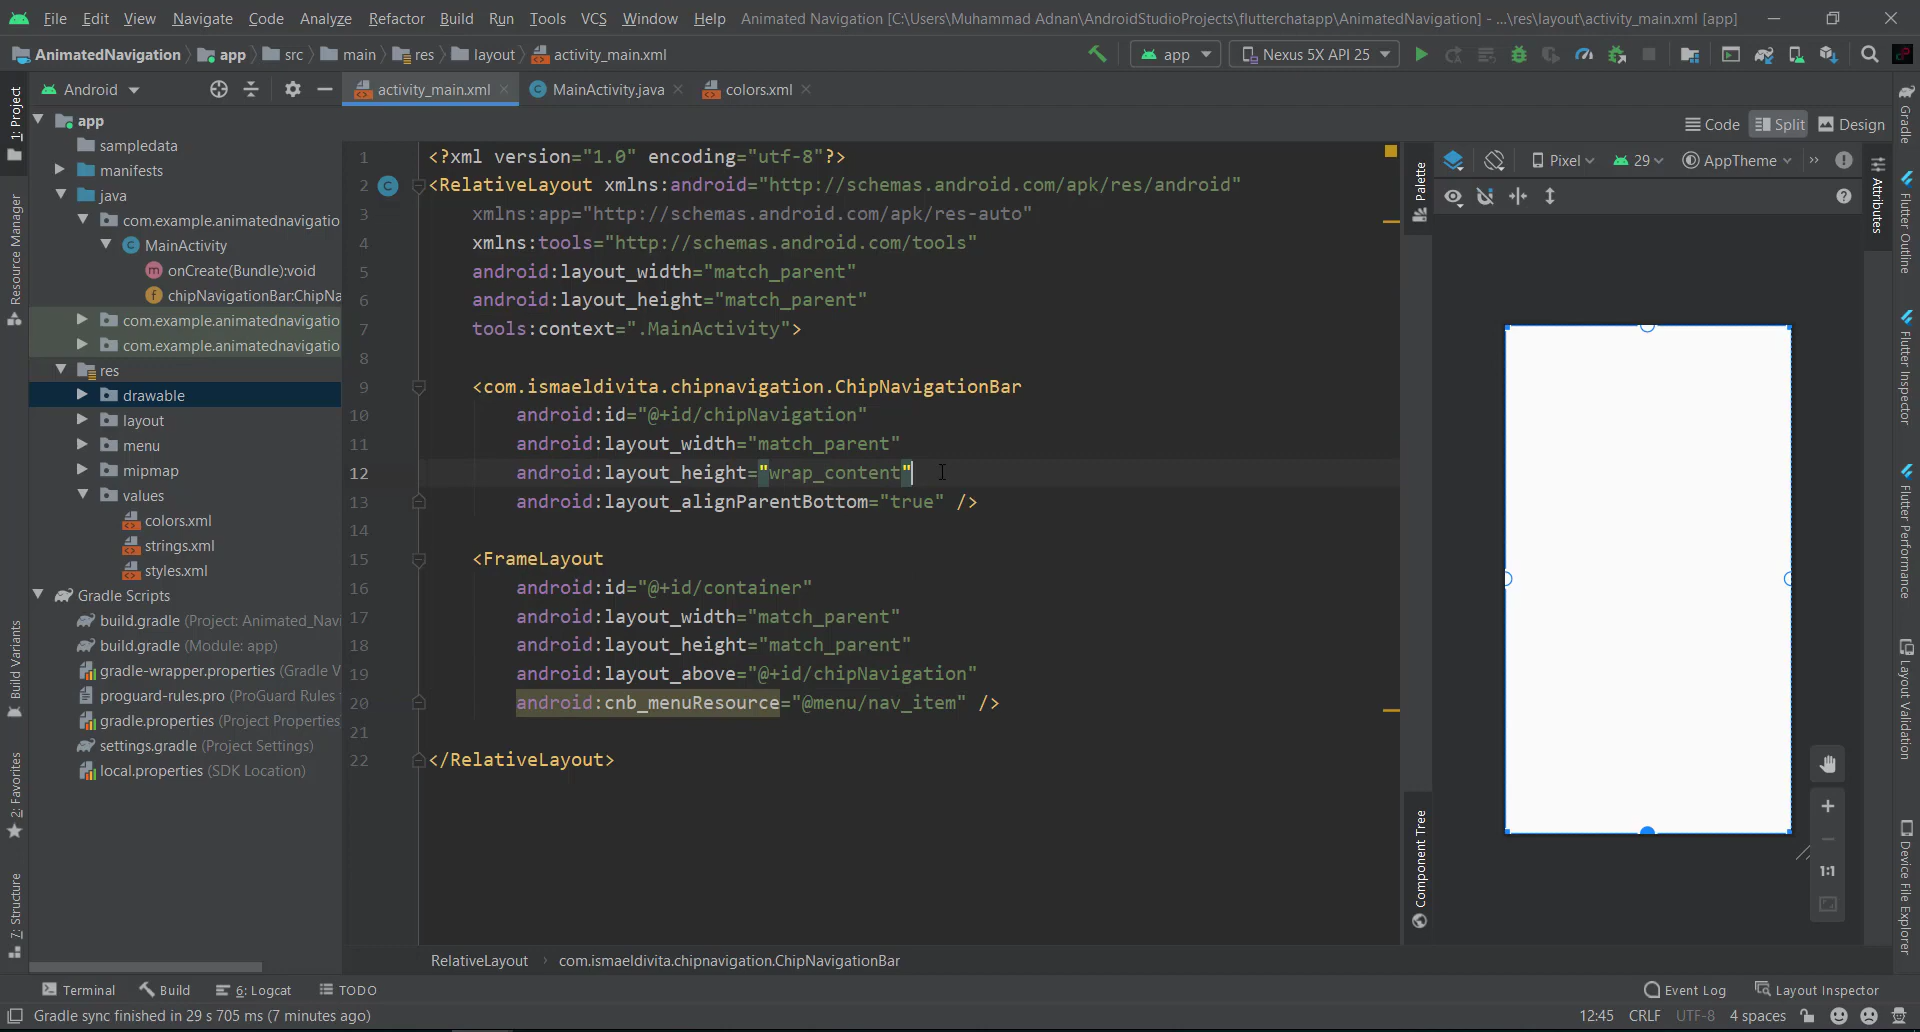 File Edit View Navigate Code Analyze Refactor Build Run Tools VCS Window Help Animated Navigation [C:\Users\Muhammad Adnan\AndroidStudioProjects\flutterchatapp\AnimatedNavigation] - ...\res\layout\activity_main.xml [app]
AnimatedNavigation app src main res layout activity_main.xml app Nexus 5X API 25
Android activity_main.xml MainActivity.java colors.xml
Code Split Design
1: Project
Resource Manager
Build Variants
2: Favorites
7: Structure
app
sampledata
manifests
java
com.example.animatednavigatio
MainActivity
onCreate(Bundle):void
chipNavigationBar:ChipNa
com.example.animatednavigatio
com.example.animatednavigatio
res
drawable
layout
menu
mipmap
values
colors.xml
strings.xml
styles.xml
Gradle Scripts
build.gradle (Project: Animated_Navi
build.gradle (Module: app)
gradle-wrapper.properties (Gradle V
proguard-rules.pro (ProGuard Rules
gradle.properties (Project Properties
settings.gradle (Project Settings)
local.properties (SDK Location)
1 <?xml version="1.0" encoding="utf-8"?>
2 <RelativeLayout xmlns:android="http://schemas.android.com/apk/res/android"
3 xmlns:app="http://schemas.android.com/apk/res-auto"
4 xmlns:tools="http://schemas.android.com/tools"
5 android:layout_width="match_parent"
6 android:layout_height="match_parent"
7 tools:context=".MainActivity">
8
9 <com.ismaeldivita.chipnavigation.ChipNavigationBar
10 android:id="@+id/chipNavigation"
11 android:layout_width="match_parent"
12 android:layout_height="wrap_content"
13 android:layout_alignParentBottom="true" />
14
15 <FrameLayout
16 android:id="@+id/container"
17 android:layout_width="match_parent"
18 android:layout_height="match_parent"
19 android:layout_above="@+id/chipNavigation"
20 android:cnb_menuResource="@menu/nav_item" />
21
22 </RelativeLayout>
Palette
Component Tree
Pixel 29 AppTheme
1:1
Attributes
Gradle
Flutter Outline
Flutter Inspector
Flutter Performance
Layout Validation
Device File Explorer
RelativeLayout com.ismaeldivita.chipnavigation.ChipNavigationBar
Terminal Build 6: Logcat TODO Event Log Layout Inspector
Gradle sync finished in 29 s 705 ms (7 minutes ago) 12:45 CRLF UTF-8 4 spaces